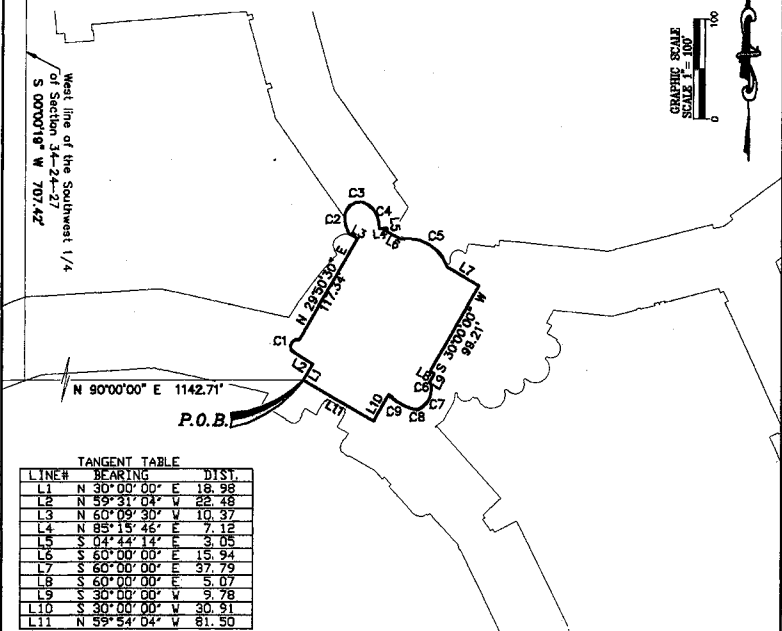 GRAPHIC SCALE
SCALE 1" = 100'
0
100
West line of the Southwest 1/4
of Section 34-24-27
S 00°00'19" W 707.42'
C3
C2
C4
L5
L4
L6
L3
C5
L7
N 29°50'30" E
117.34'
S 30°00'00" W
98.21'
C1
L2
L1
L8
L9
C6
C7
C8
C9
L10
L11
N 90°00'00" E 1142.71'
P.O.B.
TANGENT TABLE
LINE# BEARING DIST.
L1 N 30°00'00" E 18.98
L2 N 59°31'04" W 22.48
L3 N 60°09'30" W 10.37
L4 N 85°15'46" E 7.12
L5 S 04°44'14" E 3.05
L6 S 60°00'00" E 15.94
L7 S 60°00'00" E 37.79
L8 S 60°00'00" E 5.07
L9 S 30°00'00" W 9.78
L10 S 30°00'00" W 30.91
L11 N 59°54'04" W 81.50